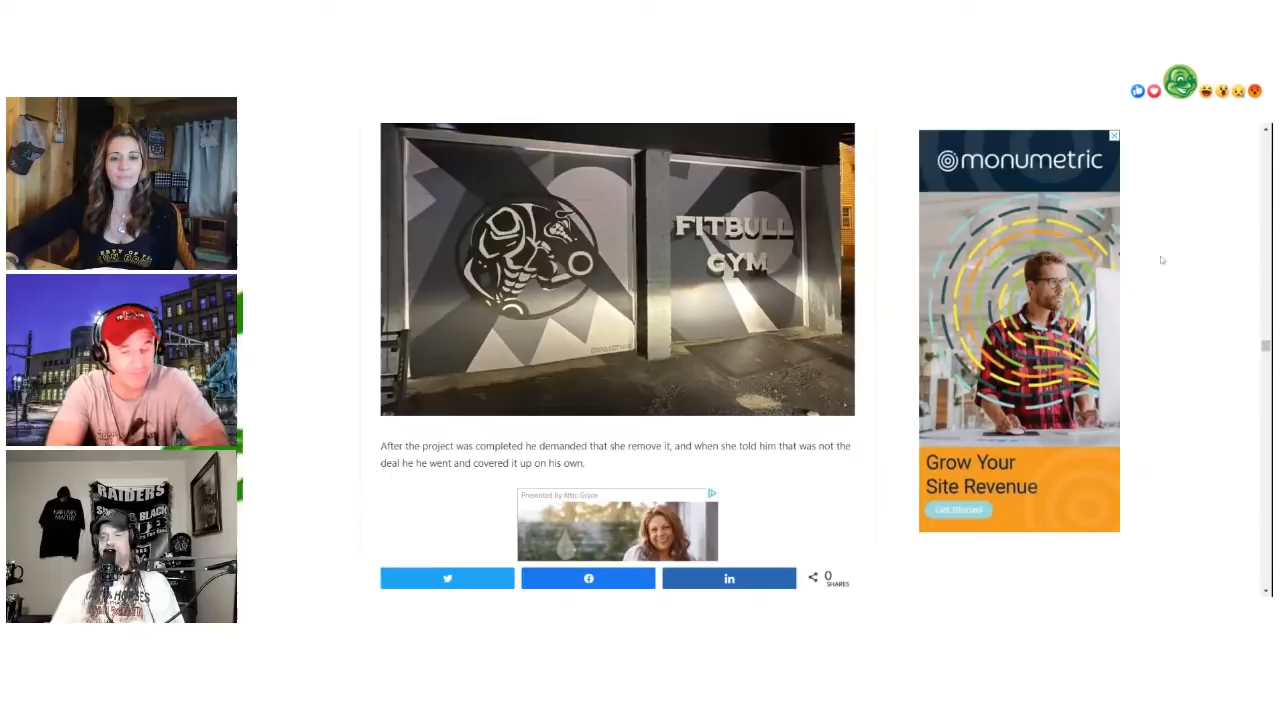 monumetric
FITBULL
GYM
RAIDERS
After the project was completed he demanded that she remove it, and when she told him that was not the
deal he he went and covered it up on his own.
Presented by Attn: Grace
Grow Your
Site Revenue
Get Started
0
SHARES